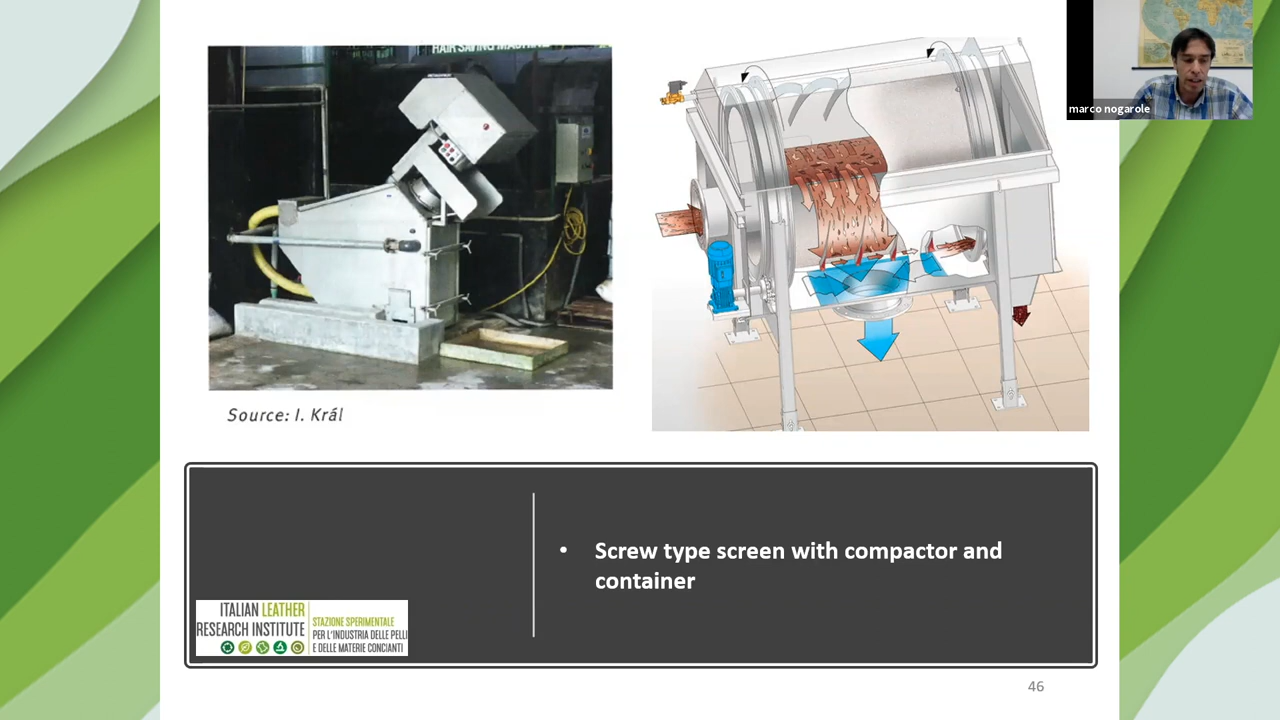 HAIR SAVING MACHINE
marco nogarole
Source: I. Král
• Screw type screen with compactor and
container
ITALIAN LEATHER
RESEARCH INSTITUTE
STAZIONE SPERIMENTALE
PER L'INDUSTRIA DELLE PELLI
E DELLE MATERIE CONCIANTI
46